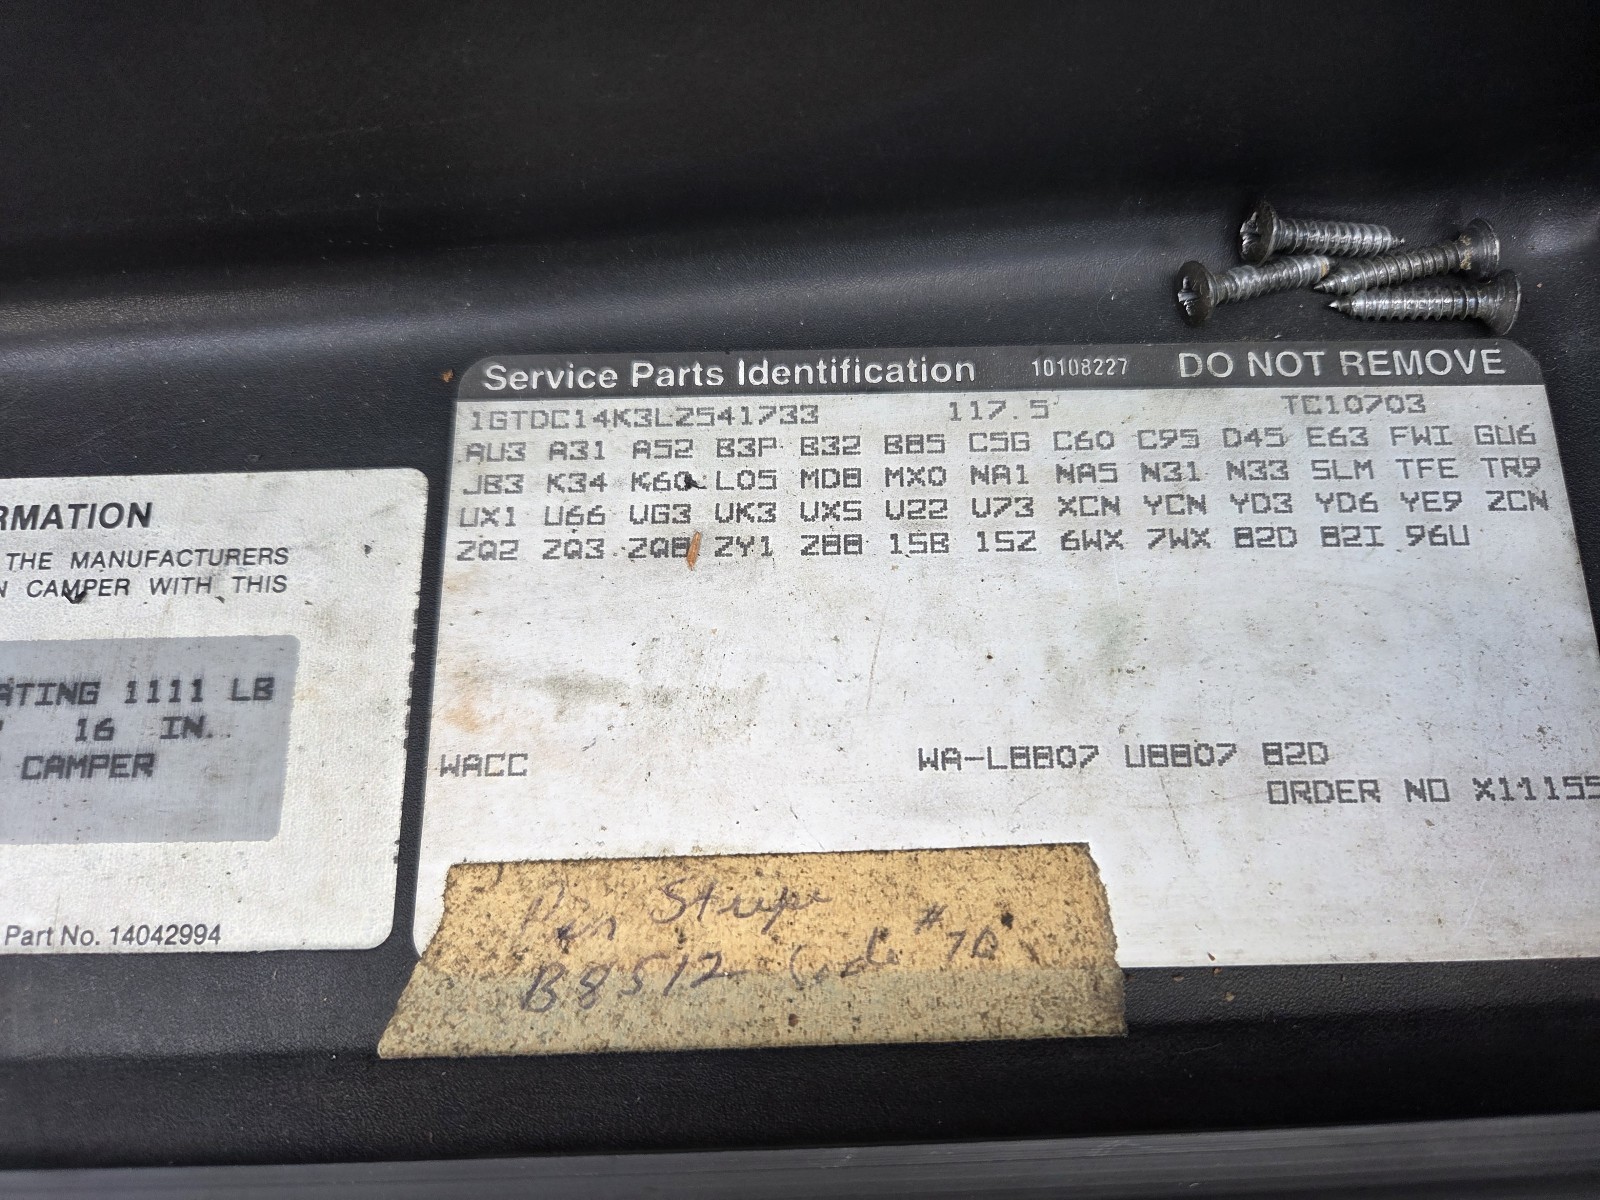 RMATION
THE MANUFACTURERS
N CAMPER WITH THIS
ATING 1111 LB
16 IN.
CAMPER
Part No. 14042994
Service Parts Identification 10108227 DO NOT REMOVE
1GTDC14K3LZ541733 117.5 TC10703
AU3 A31 A52 B3P B32 B85 C5G C60 C95 D45 E63 FWI GU6
JB3 K34 K60 L05 MD8 MX0 NA1 NA5 N31 N33 SLM TFE TR9
UX1 U66 VG3 VK3 VX5 V22 V73 XCN YCN YD3 YD6 YE9 ZCN
ZQ2 ZQ3 ZQ8 ZY1 Z88 15B 15Z 6WX 7WX 82D 82I 96U
WACC WA-L8807 U8807 82D
ORDER NO X11155
Pen Stripe
B8512 Code #70